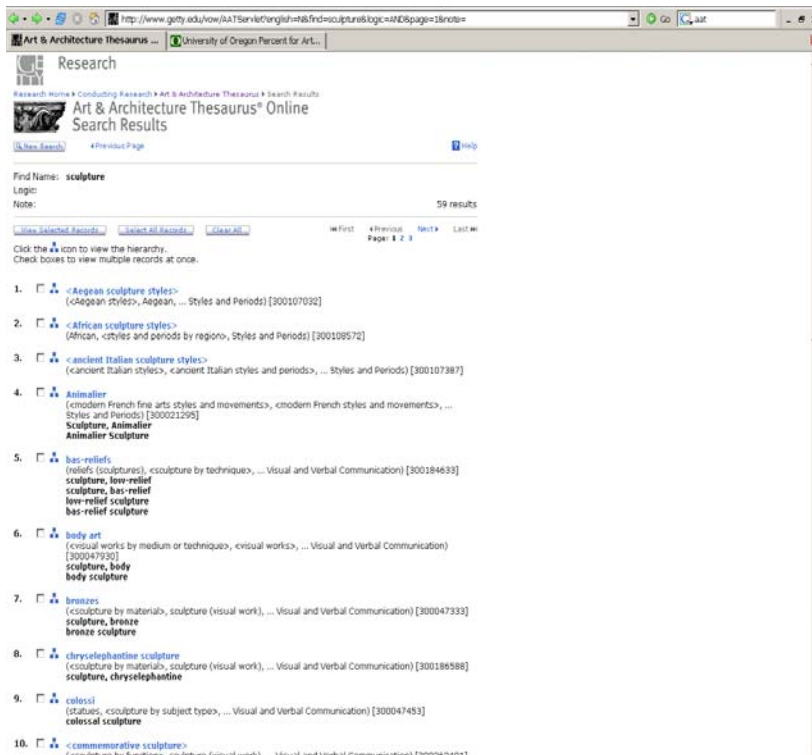 http://www.getty.edu/vow/AATServlet?english=N&find=sculpture&logic=AND&page=1&note=
Go
aat
Art & Architecture Thesaurus ...
University of Oregon Percent for Art...
Research
Research Home Conducting Research Art & Architecture Thesaurus Search Results
Art & Architecture Thesaurus® Online
Search Results
New Search
Previous Page
Help
Find Name: sculpture
Logic:
Note:
59 results
View Selected Records
Select All Records
Clear All
First Previous Next Last
Page: 1 2 3
Click the icon to view the hierarchy.
Check boxes to view multiple records at once.
1. <Aegean sculpture styles>
(<Aegean styles>, Aegean, ... Styles and Periods) [300107032]
2. <African sculpture styles>
(African, <styles and periods by region>, Styles and Periods) [300108572]
3. <ancient Italian sculpture styles>
(<ancient Italian styles>, <ancient Italian styles and periods>, ... Styles and Periods) [300107387]
4. Animalier
(<modern French fine arts styles and movements>, <modern French styles and movements>, ...
Styles and Periods) [300021295]
Sculpture, Animalier
Animalier Sculpture
5. bas-reliefs
(reliefs (sculptures), <sculpture by technique>, ... Visual and Verbal Communication) [300184633]
sculpture, low-relief
sculpture, bas-relief
low-relief sculpture
bas-relief sculpture
6. body art
(<visual works by medium or technique>, <visual works>, ... Visual and Verbal Communication)
[300047930]
sculpture, body
body sculpture
7. bronzes
(<sculpture by material>, sculpture (visual work), ... Visual and Verbal Communication) [300047333]
sculpture, bronze
bronze sculpture
8. chryselephantine sculpture
(<sculpture by material>, sculpture (visual work), ... Visual and Verbal Communication) [300186588]
sculpture, chryselephantine
9. colossi
(statues, <sculpture by subject type>, ... Visual and Verbal Communication) [300047453]
colossal sculpture
10. <commemorative sculpture>